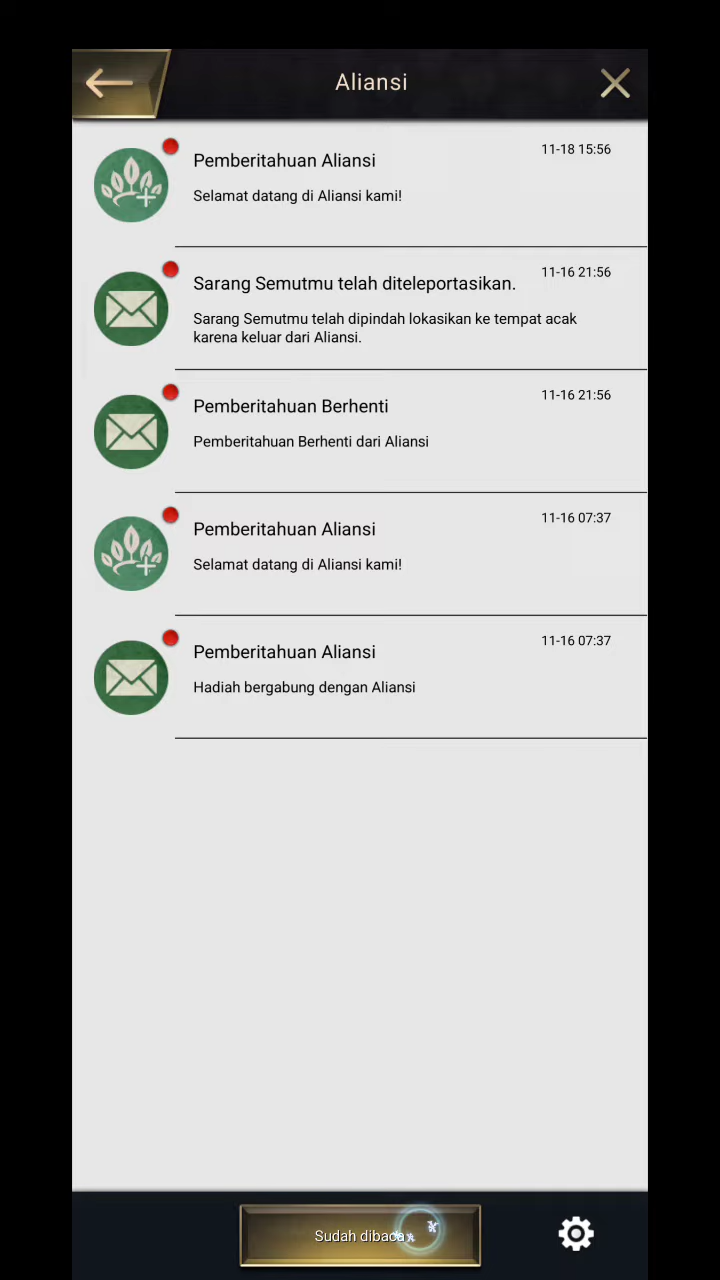 Aliansi
Pemberitahuan Aliansi
11-18 15:56
Selamat datang di Aliansi kami!
Sarang Semutmu telah diteleportasikan.
11-16 21:56
Sarang Semutmu telah dipindah lokasikan ke tempat acak
karena keluar dari Aliansi.
Pemberitahuan Berhenti
11-16 21:56
Pemberitahuan Berhenti dari Aliansi
Pemberitahuan Aliansi
11-16 07:37
Selamat datang di Aliansi kami!
Pemberitahuan Aliansi
11-16 07:37
Hadiah bergabung dengan Aliansi
Sudah dibaca